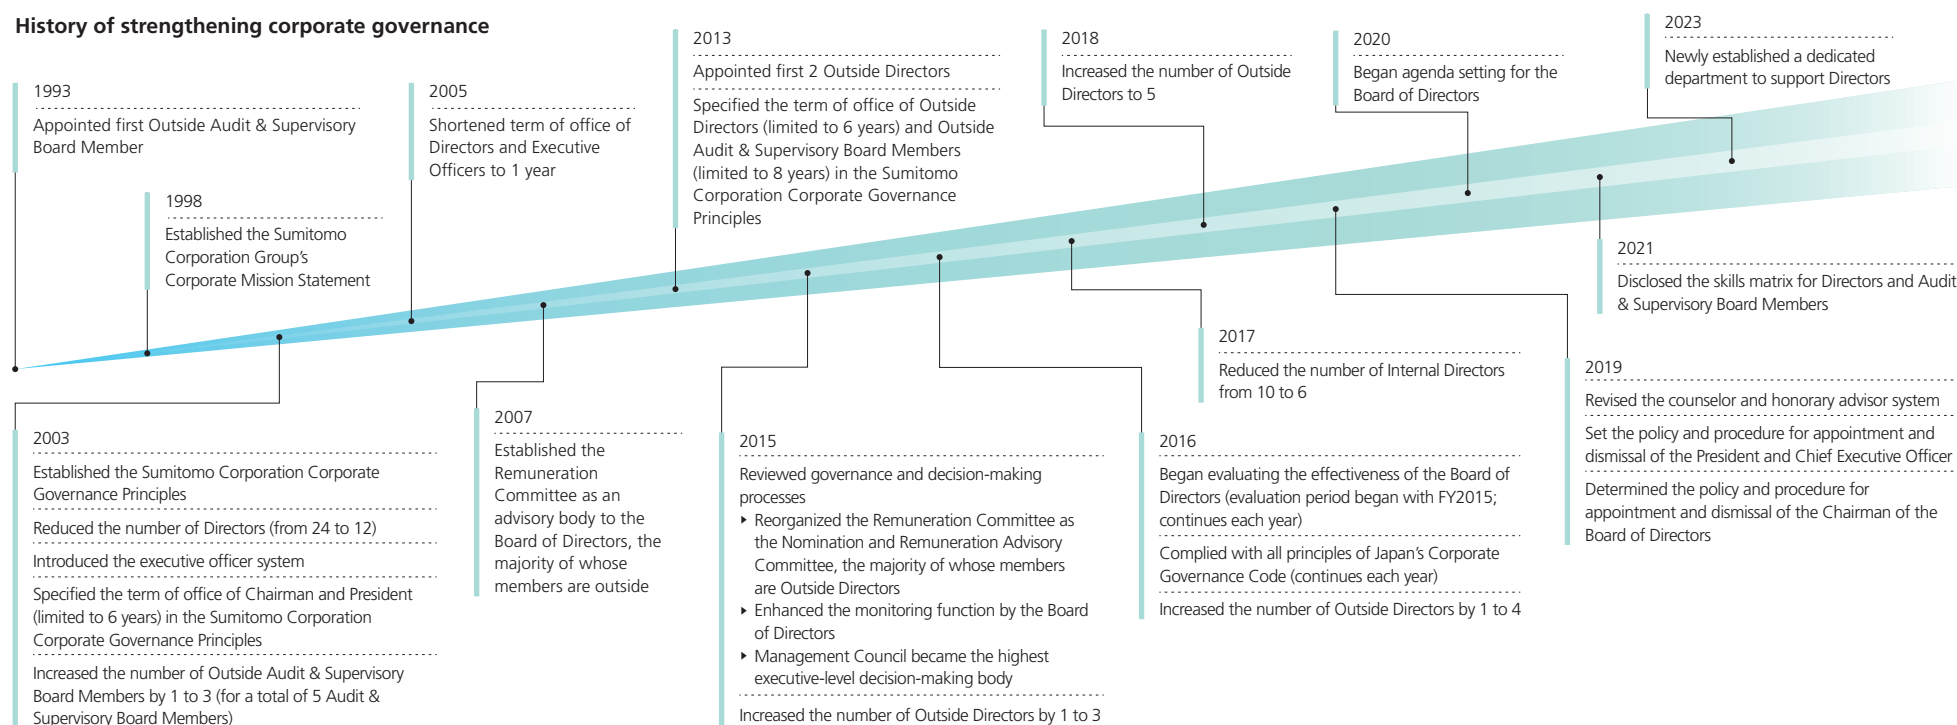 History of strengthening corporate governance
1993
Appointed first Outside Audit & Supervisory
Board Member
1998
Established the Sumitomo
Corporation Group’s
Corporate Mission Statement
2003
Established the Sumitomo Corporation Corporate
Governance Principles
Reduced the number of Directors (from 24 to 12)
Introduced the executive officer system
Specified the term of office of Chairman and President
(limited to 6 years) in the Sumitomo Corporation
Corporate Governance Principles
Increased the number of Outside Audit & Supervisory
Board Members by 1 to 3 (for a total of 5 Audit &
Supervisory Board Members)
2005
Shortened term of office of
Directors and Executive
Officers to 1 year
2007
Established the
Remuneration
Committee as an
advisory body to the
Board of Directors, the
majority of whose
members are outside
2013
Appointed first 2 Outside Directors
Specified the term of office of Outside
Directors (limited to 6 years) and Outside
Audit & Supervisory Board Members
(limited to 8 years) in the Sumitomo
Corporation Corporate Governance
Principles
2015
Reviewed governance and decision-making
processes
▸ Reorganized the Remuneration Committee as
the Nomination and Remuneration Advisory
Committee, the majority of whose members
are Outside Directors
▸ Enhanced the monitoring function by the Board
of Directors
▸ Management Council became the highest
executive-level decision-making body
Increased the number of Outside Directors by 1 to 3
2016
Began evaluating the effectiveness of the Board of
Directors (evaluation period began with FY2015;
continues each year)
Complied with all principles of Japan’s Corporate
Governance Code (continues each year)
Increased the number of Outside Directors by 1 to 4
2017
Reduced the number of Internal Directors
from 10 to 6
2018
Increased the number of Outside
Directors to 5
2019
Revised the counselor and honorary advisor system
Set the policy and procedure for appointment and
dismissal of the President and Chief Executive Officer
Determined the policy and procedure for
appointment and dismissal of the Chairman of the
Board of Directors
2020
Began agenda setting for the
Board of Directors
2021
Disclosed the skills matrix for Directors and Audit
& Supervisory Board Members
2023
Newly established a dedicated
department to support Directors